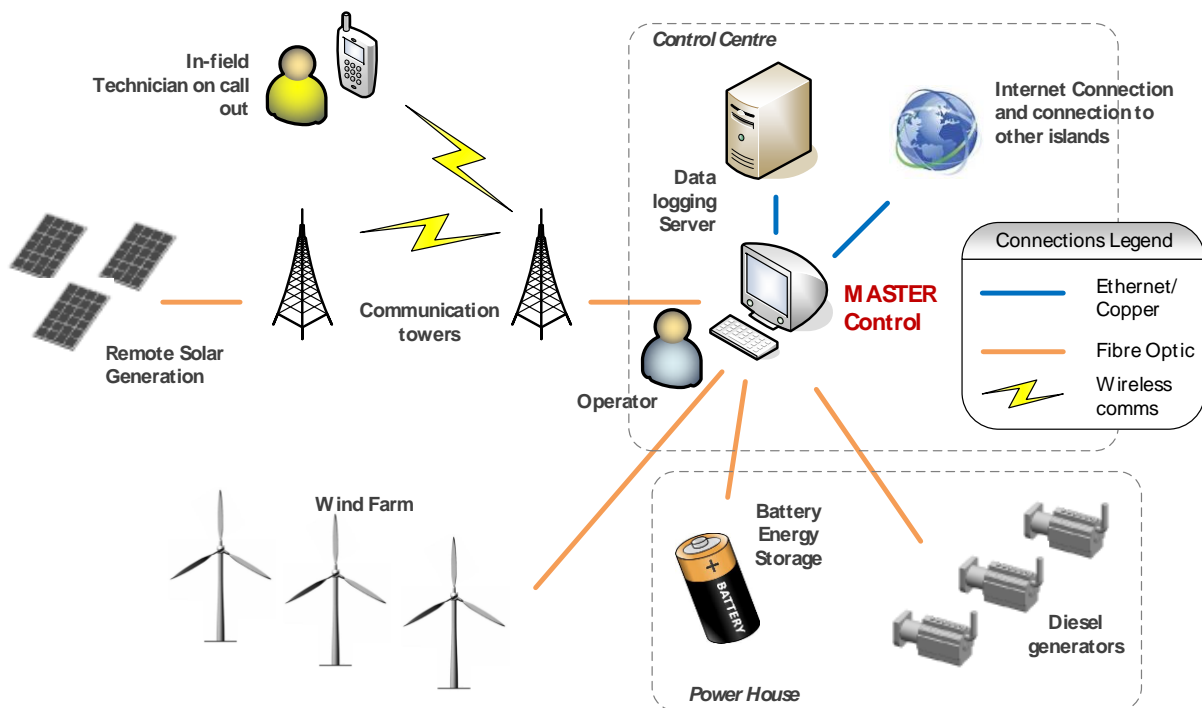 Control Centre
In-field
Technician on call
out
Internet Connection
and connection to
other islands
Data
logging
Server
Connections Legend
Ethernet/
Copper
Fibre Optic
Wireless
comms
MASTER
Control
Communication
towers
Remote Solar
Generation
Operator
Wind Farm
Battery
Energy
Storage
+
BATTERY
Diesel
generators
Power House